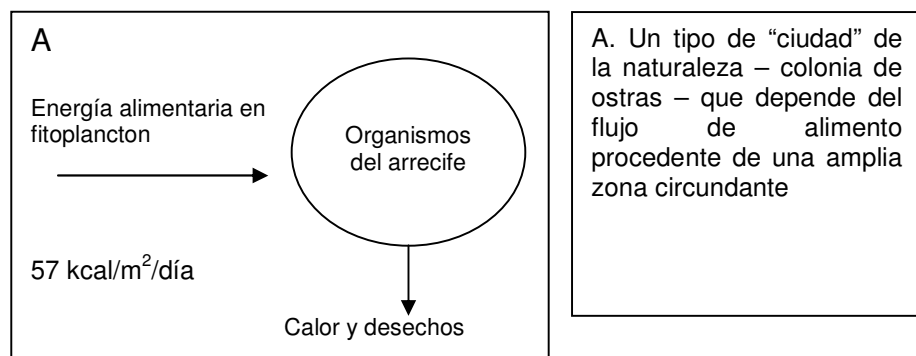 A
Energía alimentaria en
fitoplancton
Organismos
del arrecife
57 kcal/m²/día
Calor y desechos
A. Un tipo de “ciudad” de
la naturaleza – colonia de
ostras – que depende del
flujo de alimento
procedente de una amplia
zona circundante